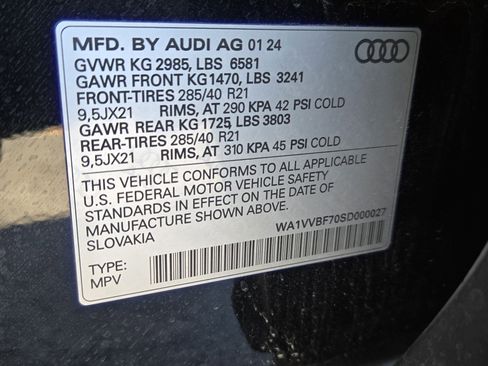 MFD. BY AUDI AG 01 24
GVWR KG 2985, LBS 6581
GAWR FRONT KG1470, LBS 3241
FRONT-TIRES 285/40 R21
9,5JX21 RIMS, AT 290 KPA 42 PSI COLD
GAWR REAR KG 1725, LBS 3803
REAR-TIRES 285/40 R21
9,5JX21 RIMS, AT 310 KPA 45 PSI COLD
THIS VEHICLE CONFORMS TO ALL APPLICABLE
U.S. FEDERAL MOTOR VEHICLE SAFETY
STANDARDS IN EFFECT ON THE DATE OF
MANUFACTURE SHOWN ABOVE.
SLOVAKIA
WA1VVBF70SD000027
TYPE:
MPV